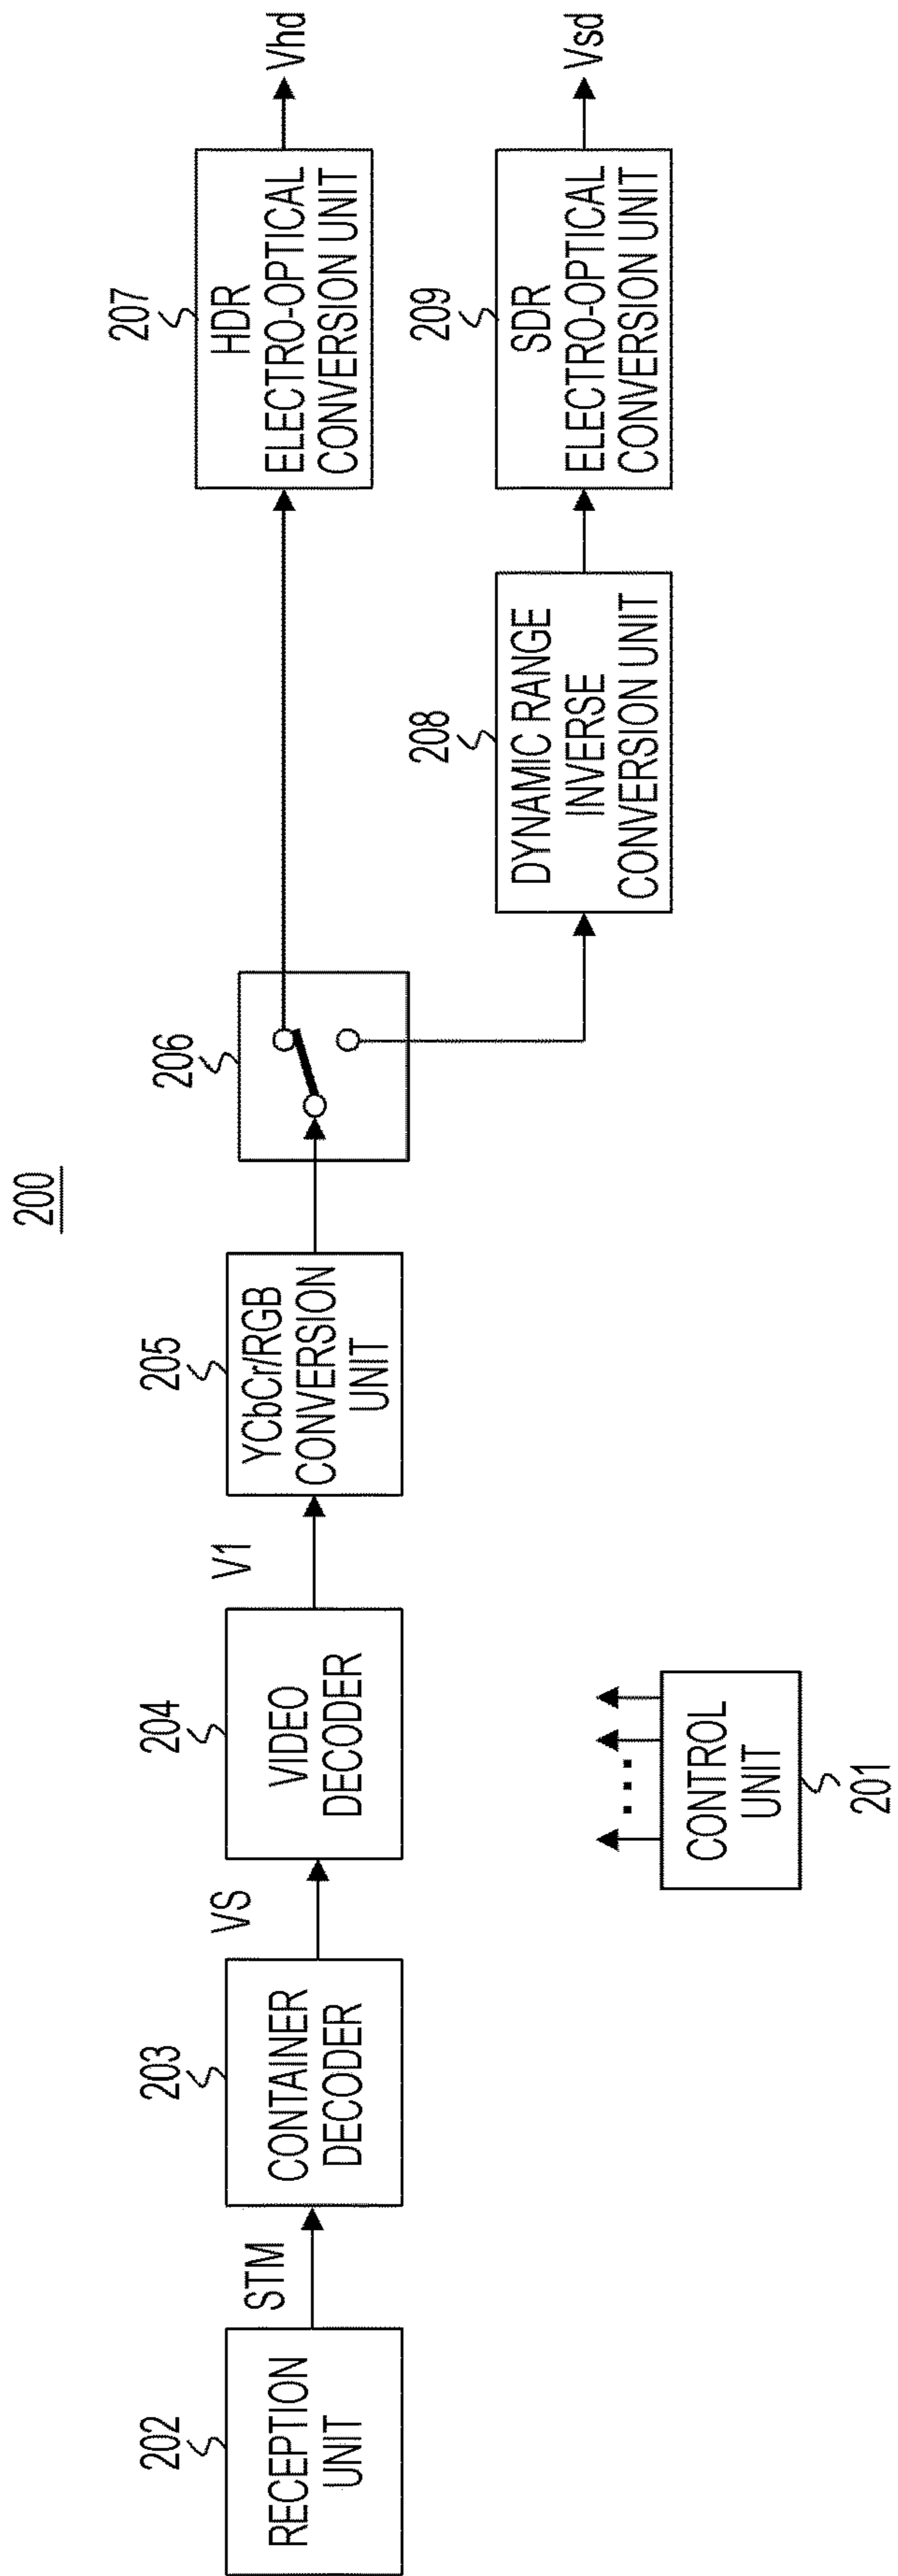 200
202
RECEPTION
UNIT
STM
203
CONTAINER
DECODER
VS
204
VIDEO
DECODER
V1
205
YCbCr/RGB
CONVERSION
UNIT
206
207
HDR
ELECTRO-OPTICAL
CONVERSION UNIT
Vhd
208
DYNAMIC RANGE
INVERSE
CONVERSION UNIT
209
SDR
ELECTRO-OPTICAL
CONVERSION UNIT
Vsd
CONTROL
UNIT
201